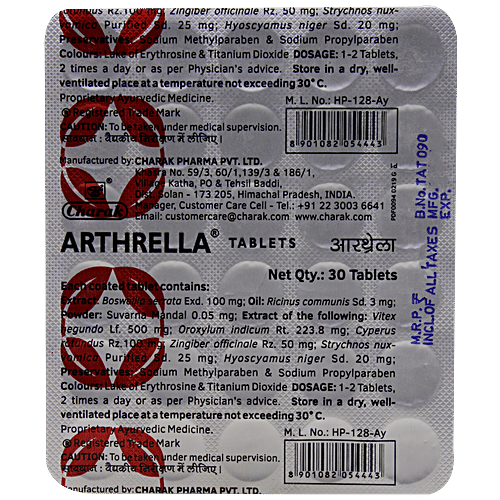 rotundus Rz.100 mg; Zingiber officinale Rz. 50 mg; Strychnos nux-
vomica Purified Sd. 25 mg; Hyoscyamus niger Sd. 20 mg;
Preservatives: Sodium Methylparaben & Sodium Propylparaben
Colours: Lake of Erythrosine & Titanium Dioxide DOSAGE: 1-2 Tablets,
2 times a day or as per Physician's advice. Store in a dry, well-
ventilated place at a temperature not exceeding 30°C.
Proprietary Ayurvedic Medicine.
M. L. No.: HP-128-Ay
® Registered Trade Mark
CAUTION: To be taken under medical supervision.
सावधान : वैद्यकीय निरीक्षण में लीजिए।
8 901082 054443
Manufactured by: CHARAK PHARMA PVT. LTD.
Khasra No. 59/3, 60/1, 139/3 & 186/1,
Village Katha, PO & Tehsil Baddi,
Dist. Solan - 173 205, Himachal Pradesh, INDIA.
Manager, Customer Care Cell - Tel.: +91 22 3003 6641
Email: customercare@charak.com www.charak.com
Charak
ARTHRELLA® TABLETS आरथ्रेला
Net Qty.: 30 Tablets
Each coated tablet contains:
Extract: Boswellia serrata Exd. 100 mg; Oil: Ricinus communis Sd. 3 mg;
Powder: Suvarna Mandal 0.05 mg; Extract of the following: Vitex
negundo Lf. 500 mg; Oroxylum indicum Rt. 223.8 mg; Cyperus
rotundus Rz.100 mg; Zingiber officinale Rz. 50 mg; Strychnos nux-
vomica Purified Sd. 25 mg; Hyoscyamus niger Sd. 20 mg;
Preservatives: Sodium Methylparaben & Sodium Propylparaben
Colours: Lake of Erythrosine & Titanium Dioxide DOSAGE: 1-2 Tablets,
2 times a day or as per Physician's advice. Store in a dry, well-
ventilated place at a temperature not exceeding 30°C.
Proprietary Ayurvedic Medicine.
M. L. No.: HP-128-Ay
® Registered Trade Mark
CAUTION: To be taken under medical supervision.
सावधान : वैद्यकीय निरीक्षण में लीजिए।
8 901082 054443
Manufactured by: CHARAK PHARMA PVT. LTD.
B.No.TAT090
MFG.
EXP.
M.R.P.
INCL.OF ALL TAXES